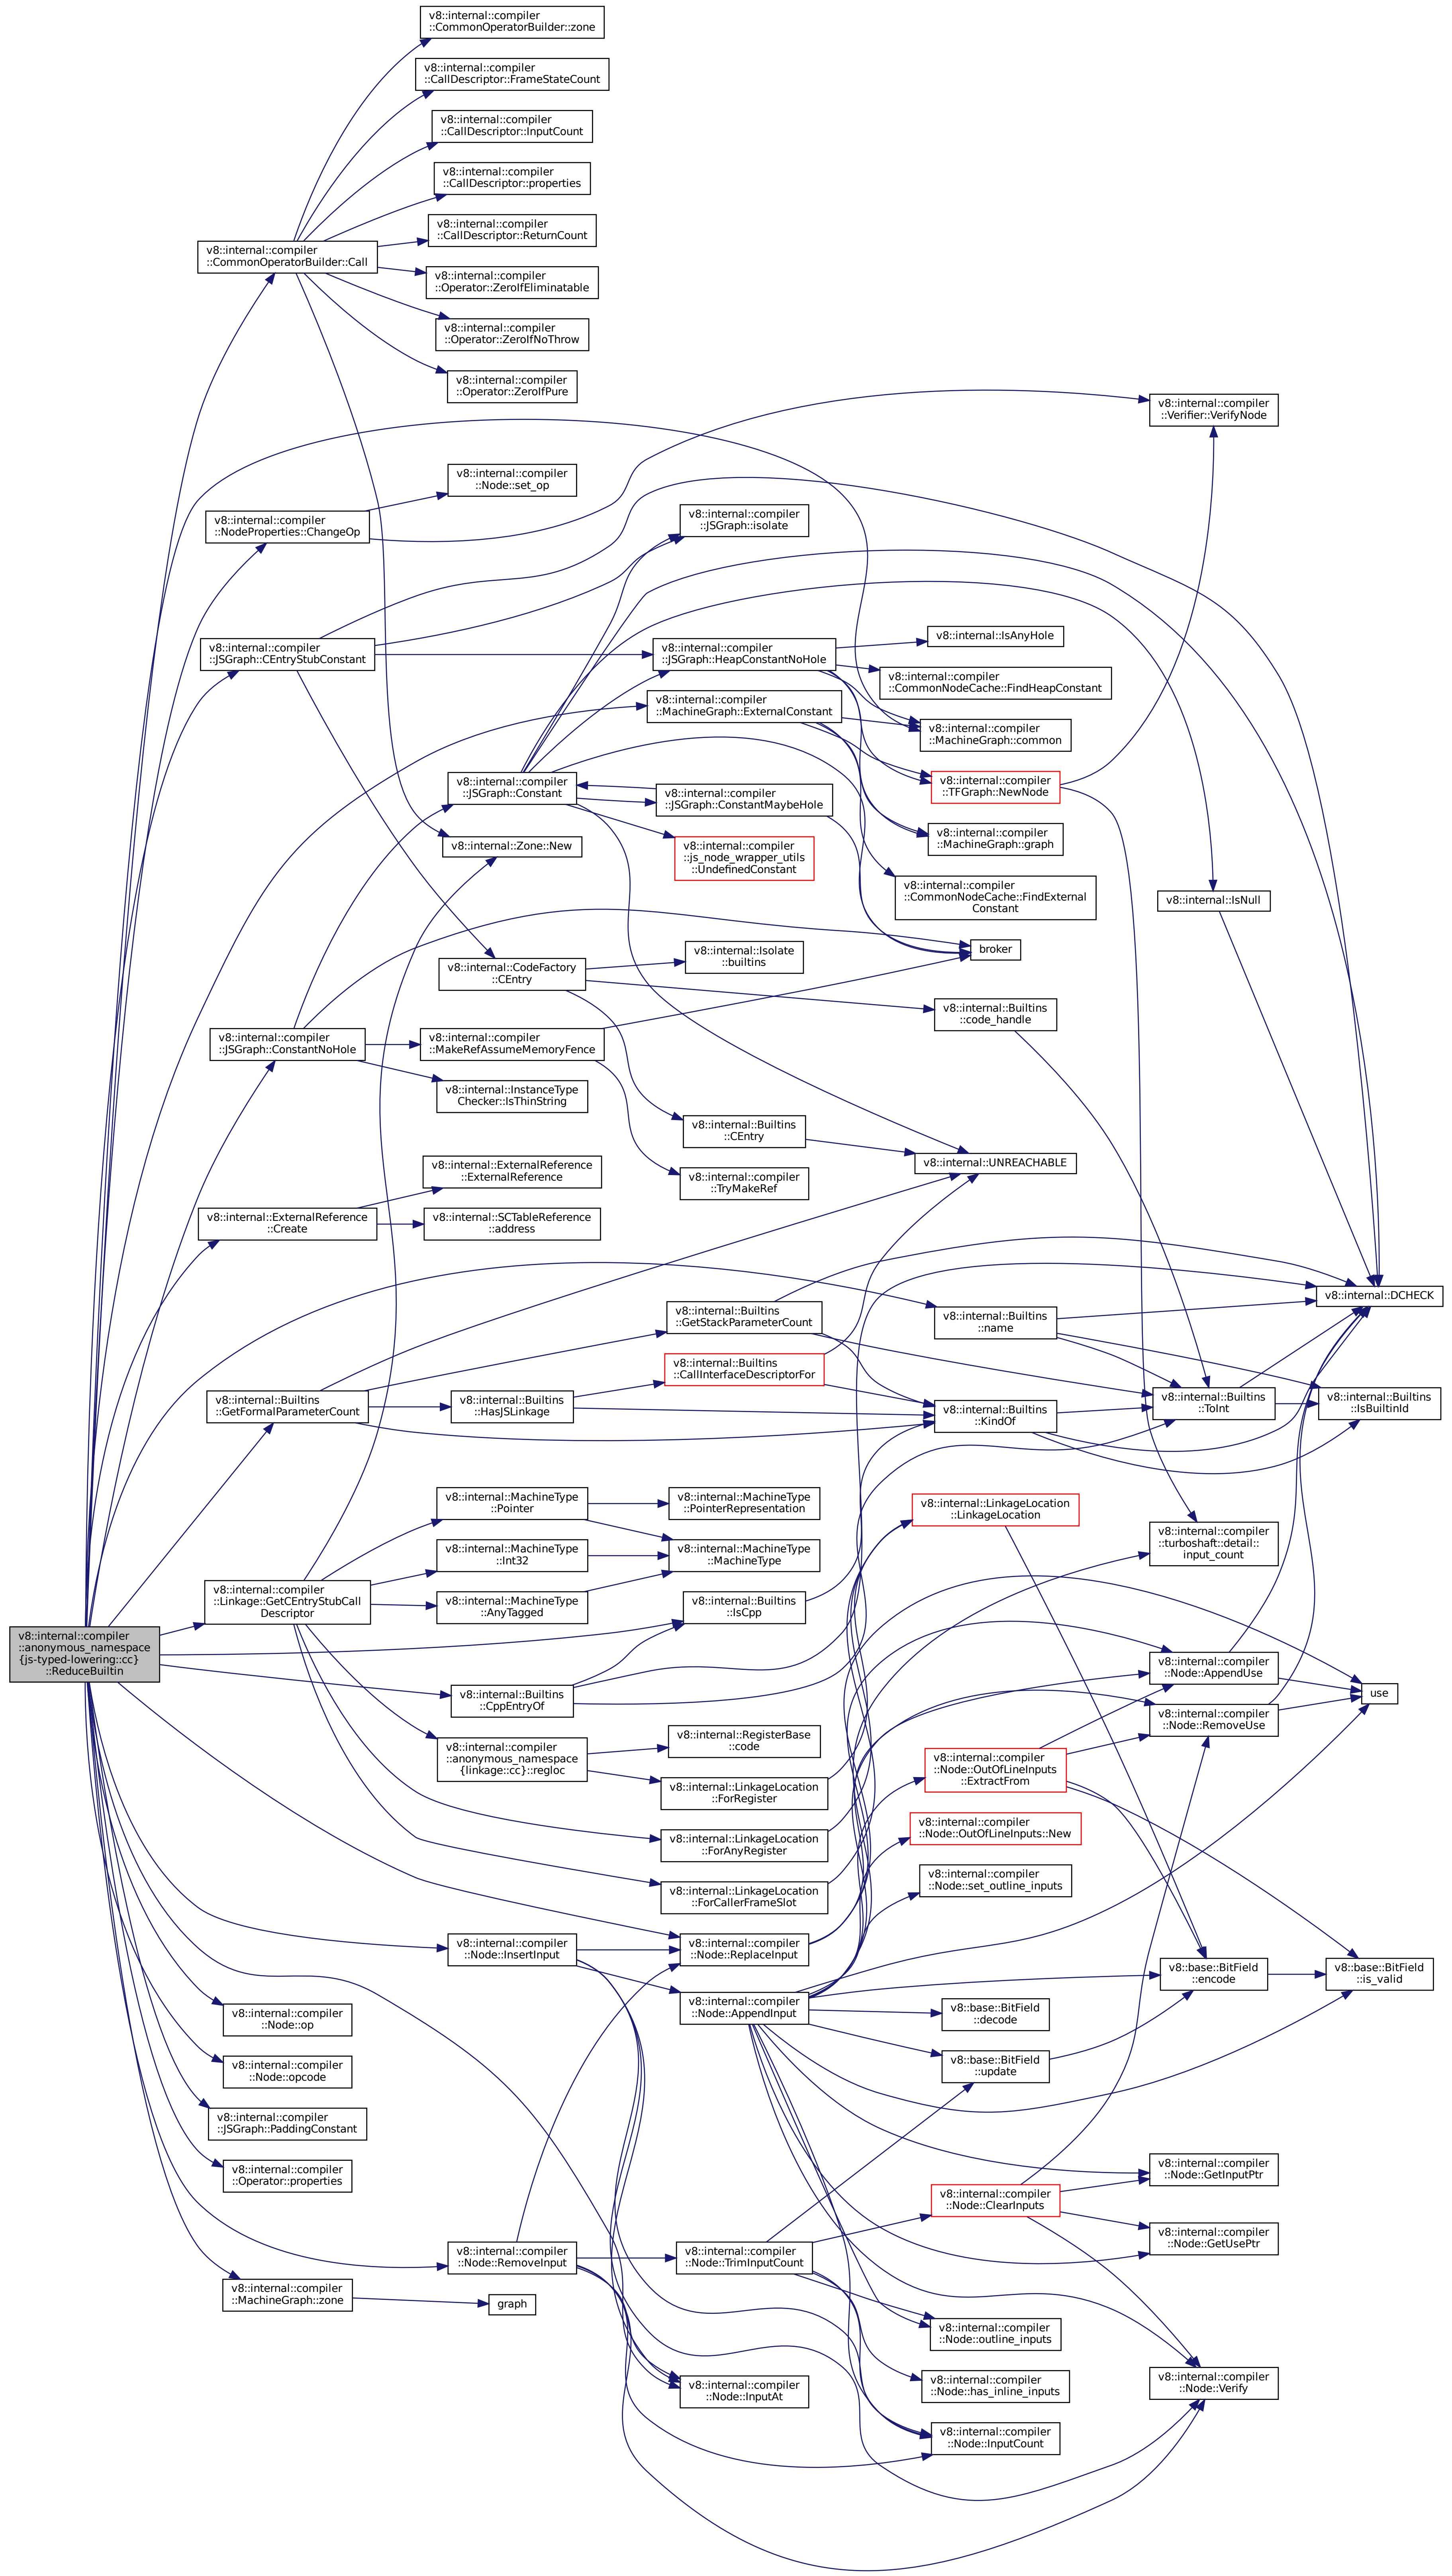 v8::internal::compiler
::anonymous_namespace
{js-typed-lowering::cc}
::ReduceBuiltin
v8::internal::compiler
::CommonOperatorBuilder::Call
v8::internal::compiler
::NodeProperties::ChangeOp
v8::internal::compiler
::JSGraph::CEntryStubConstant
v8::internal::compiler
::JSGraph::ConstantNoHole
v8::internal::ExternalReference
::Create
v8::internal::Builtins
::GetFormalParameterCount
v8::internal::compiler
::Linkage::GetCEntryStubCall
Descriptor
v8::internal::compiler
::Node::op
v8::internal::compiler
::Node::opcode
v8::internal::compiler
::JSGraph::PaddingConstant
v8::internal::compiler
::Operator::properties
v8::internal::compiler
::MachineGraph::zone
v8::internal::compiler
::CommonOperatorBuilder::zone
v8::internal::compiler
::CallDescriptor::FrameStateCount
v8::internal::compiler
::CallDescriptor::InputCount
v8::internal::compiler
::CallDescriptor::properties
v8::internal::compiler
::CallDescriptor::ReturnCount
v8::internal::compiler
::Operator::ZeroIfEliminatable
v8::internal::compiler
::Operator::ZeroIfNoThrow
v8::internal::compiler
::Operator::ZeroIfPure
v8::internal::compiler
::Node::set_op
v8::internal::compiler
::JSGraph::Constant
v8::internal::Zone::New
v8::internal::CodeFactory
::CEntry
v8::internal::compiler
::MakeRefAssumeMemoryFence
v8::internal::InstanceType
Checker::IsThinString
v8::internal::ExternalReference
::ExternalReference
v8::internal::SCTableReference
::address
v8::internal::Builtins
::HasJSLinkage
v8::internal::MachineType
::Pointer
v8::internal::MachineType
::Int32
v8::internal::MachineType
::AnyTagged
v8::internal::Builtins
::CppEntryOf
v8::internal::compiler
::anonymous_namespace
{linkage::cc}::regloc
v8::internal::compiler
::Node::InsertInput
v8::internal::compiler
::Node::RemoveInput
graph
v8::internal::compiler
::JSGraph::isolate
v8::internal::compiler
::JSGraph::HeapConstantNoHole
v8::internal::compiler
::MachineGraph::ExternalConstant
v8::internal::compiler
::JSGraph::ConstantMaybeHole
v8::internal::compiler
::js_node_wrapper_utils
::UndefinedConstant
v8::internal::Isolate
::builtins
v8::internal::Builtins
::CEntry
v8::internal::compiler
::TryMakeRef
v8::internal::Builtins
::GetStackParameterCount
v8::internal::Builtins
::CallInterfaceDescriptorFor
v8::internal::MachineType
::PointerRepresentation
v8::internal::MachineType
::MachineType
v8::internal::Builtins
::IsCpp
v8::internal::RegisterBase
::code
v8::internal::LinkageLocation
::ForRegister
v8::internal::LinkageLocation
::ForAnyRegister
v8::internal::LinkageLocation
::ForCallerFrameSlot
v8::internal::compiler
::Node::ReplaceInput
v8::internal::compiler
::Node::AppendInput
v8::internal::compiler
::Node::TrimInputCount
v8::internal::compiler
::Node::InputAt
v8::internal::IsAnyHole
v8::internal::compiler
::CommonNodeCache::FindHeapConstant
v8::internal::compiler
::MachineGraph::common
v8::internal::compiler
::TFGraph::NewNode
v8::internal::compiler
::MachineGraph::graph
v8::internal::compiler
::CommonNodeCache::FindExternal
Constant
broker
v8::internal::Builtins
::code_handle
v8::internal::UNREACHABLE
v8::internal::Builtins
::name
v8::internal::Builtins
::KindOf
v8::internal::LinkageLocation
::LinkageLocation
v8::internal::compiler
::Node::OutOfLineInputs
::ExtractFrom
v8::internal::compiler
::Node::OutOfLineInputs::New
v8::internal::compiler
::Node::set_outline_inputs
v8::base::BitField
::decode
v8::base::BitField
::update
v8::internal::compiler
::Node::ClearInputs
v8::internal::compiler
::Node::outline_inputs
v8::internal::compiler
::Node::has_inline_inputs
v8::internal::compiler
::Node::InputCount
v8::internal::compiler
::Verifier::VerifyNode
v8::internal::IsNull
v8::internal::Builtins
::ToInt
v8::internal::compiler
::turboshaft::detail::
input_count
v8::internal::compiler
::Node::AppendUse
v8::internal::compiler
::Node::RemoveUse
v8::base::BitField
::encode
v8::internal::compiler
::Node::GetInputPtr
v8::internal::compiler
::Node::GetUsePtr
v8::internal::compiler
::Node::Verify
v8::internal::DCHECK
v8::internal::Builtins
::IsBuiltinId
use
v8::base::BitField
::is_valid